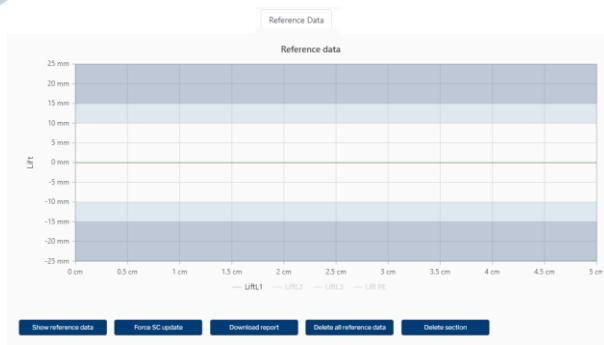 Reference Data
Reference data
25 mm
20 mm
15 mm
10 mm
5 mm
0 mm
-5 mm
-10 mm
-15 mm
-20 mm
-25 mm
Lift
0 cm 0.5 cm 1 cm 1.5 cm 2 cm 2.5 cm 3 cm 3.5 cm 4 cm 4.5 cm 5 cm
LiftL1 LiftL2 LiftL3 Lift PE
Show reference data Force SC update Download report Delete all reference data Delete section